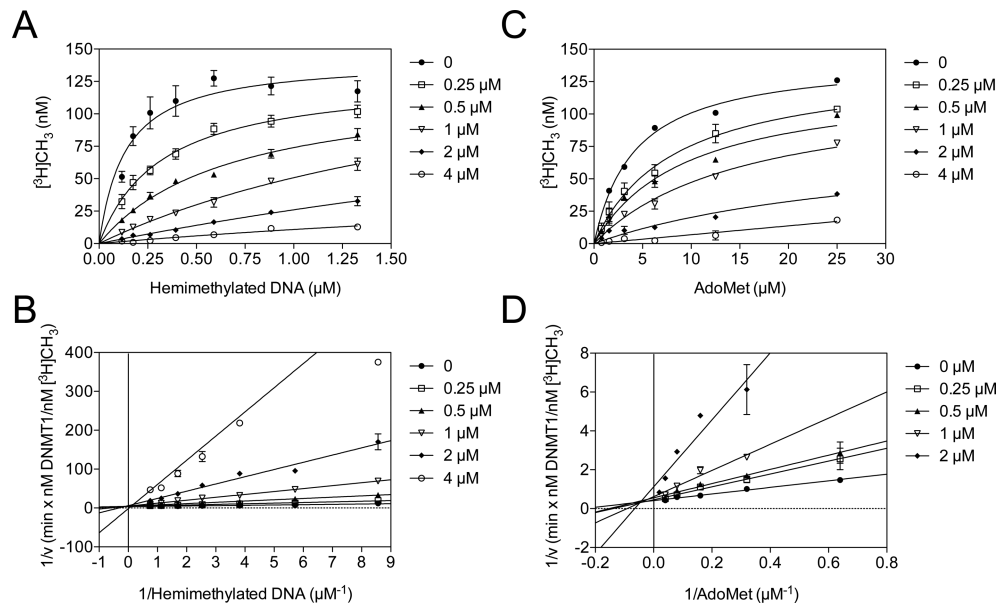 A
[³H]CH₃ (nM)
150
125
100
75
50
25
0
0.00 0.25 0.50 0.75 1.00 1.25 1.50
Hemimethylated DNA (µM)
0
0.25 µM
0.5 µM
1 µM
2 µM
4 µM
C
[³H]CH₃ (nM)
150
125
100
75
50
25
0
0 5 10 15 20 25 30
AdoMet (µM)
0
0.25 µM
0.5 µM
1 µM
2 µM
4 µM
B
1/v (min x nM DNMT1/nM [³H]CH₃)
400
300
200
100
0
-100
-1 0 1 2 3 4 5 6 7 8 9
1/Hemimethylated DNA (µM⁻¹)
0
0.25 µM
0.5 µM
1 µM
2 µM
4 µM
D
1/v (min x nM DNMT1/nM [³H]CH₃)
8
6
4
2
0
-2
-0.2 0.0 0.2 0.4 0.6 0.8
1/AdoMet (µM⁻¹)
0 µM
0.25 µM
0.5 µM
1 µM
2 µM